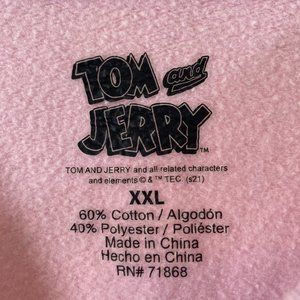 TOM and
JERRY™
TOM AND JERRY and all related characters
and elements © & ™ TEC. (s21)
XXL
60% Cotton / Algodón
40% Polyester / Poliéster
Made in China
Hecho en China
RN# 71868